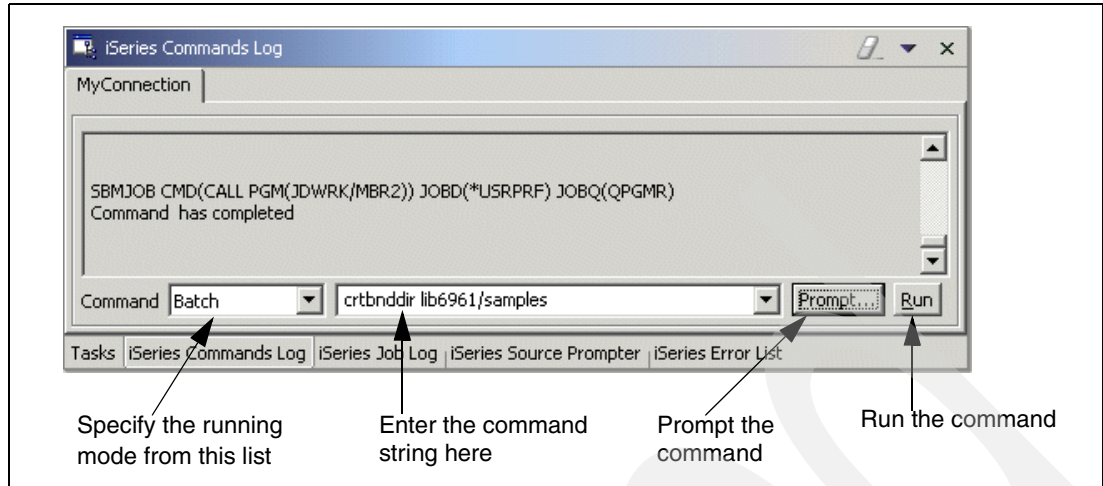 iSeries Commands Log
MyConnection
SBMJOB CMD(CALL PGM(JDWRK/MBR2)) JOBD(*USRPRF) JOBQ(QPGMR)
Command has completed
Command Batch crtbnddir lib6961/samples Prompt... Run
Tasks iSeries Commands Log iSeries Job Log iSeries Source Prompter iSeries Error List
Specify the running
mode from this list
Enter the command
string here
Prompt the
command
Run the command